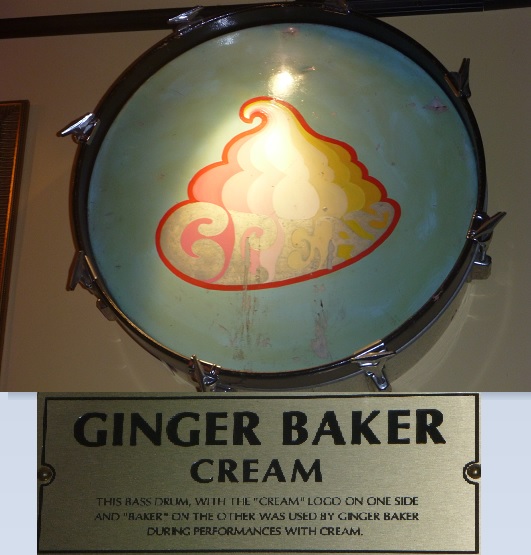 CREAM
GINGER BAKER
CREAM
THIS BASS DRUM, WITH THE "CREAM" LOGO ON ONE SIDE
AND "BAKER" ON THE OTHER WAS USED BY GINGER BAKER
DURING PERFORMANCES WITH CREAM.